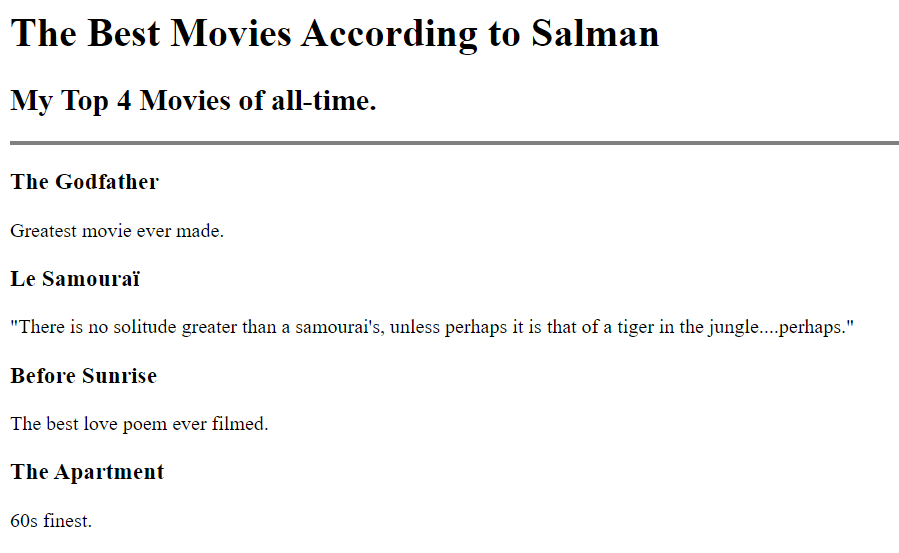 The Best Movies According to Salman
My Top 4 Movies of all-time.
The Godfather
Greatest movie ever made.
Le Samouraï
"There is no solitude greater than a samourai's, unless perhaps it is that of a tiger in the jungle....perhaps."
Before Sunrise
The best love poem ever filmed.
The Apartment
60s finest.